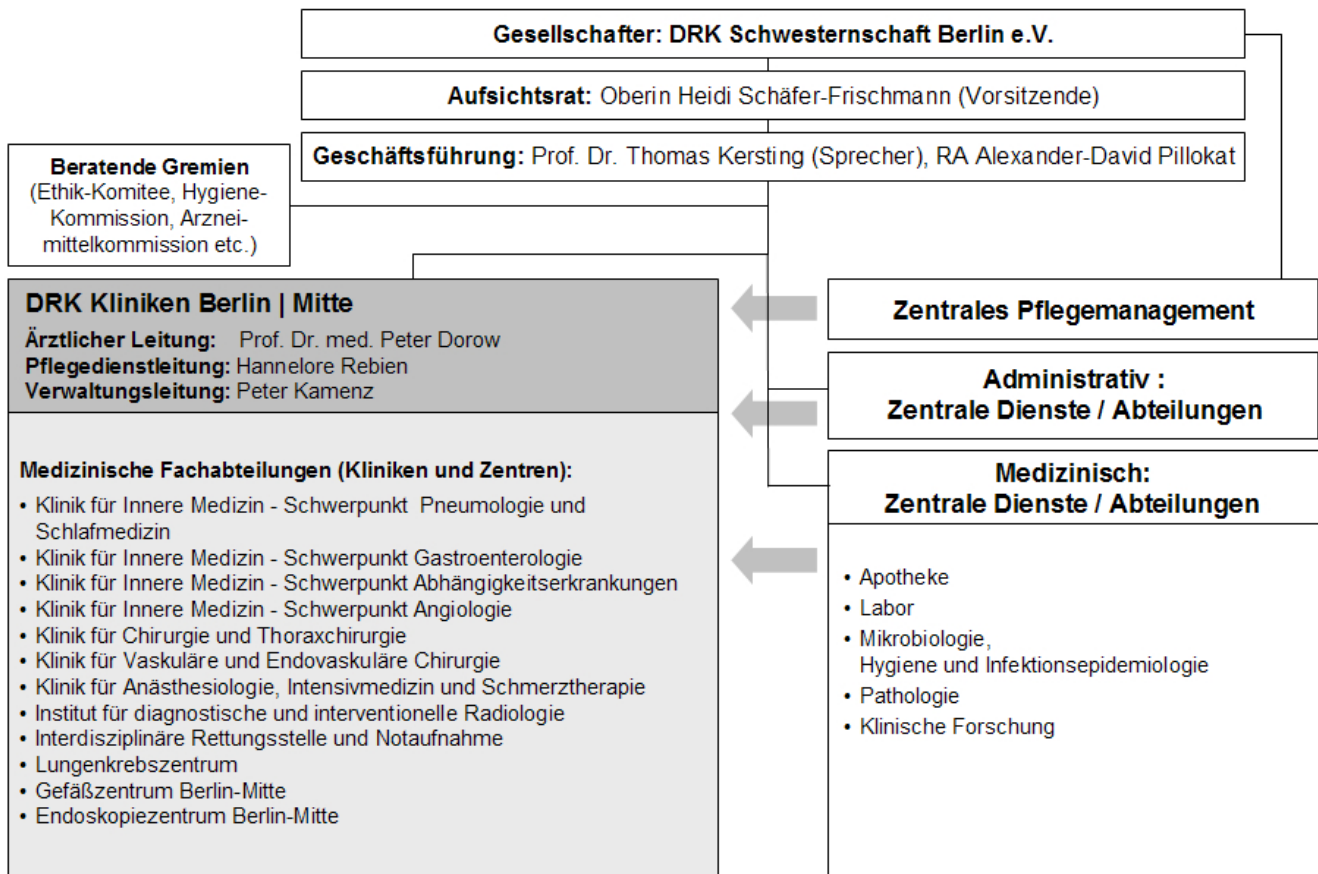 Gesellschafter: DRK Schwesternschaft Berlin e.V.
Aufsichtsrat: Oberin Heidi Schäfer-Frischmann (Vorsitzende)
Geschäftsführung: Prof. Dr. Thomas Kersting (Sprecher), RA Alexander-David Pillokat
Beratende Gremien
(Ethik-Komitee, Hygiene-
Kommission, Arznei-
mittelkommission etc.)
DRK Kliniken Berlin | Mitte
Ärztlicher Leitung: Prof. Dr. med. Peter Dorow
Pflegedienstleitung: Hannelore Rebien
Verwaltungsleitung: Peter Kamenz
Medizinische Fachabteilungen (Kliniken und Zentren):
• Klinik für Innere Medizin - Schwerpunkt Pneumologie und
Schlafmedizin
• Klinik für Innere Medizin - Schwerpunkt Gastroenterologie
• Klinik für Innere Medizin - Schwerpunkt Abhängigkeitserkrankungen
• Klinik für Innere Medizin - Schwerpunkt Angiologie
• Klinik für Chirurgie und Thoraxchirurgie
• Klinik für Vaskuläre und Endovaskuläre Chirurgie
• Klinik für Anästhesiologie, Intensivmedizin und Schmerztherapie
• Institut für diagnostische und interventionelle Radiologie
• Interdisziplinäre Rettungsstelle und Notaufnahme
• Lungenkrebszentrum
• Gefäßzentrum Berlin-Mitte
• Endoskopiezentrum Berlin-Mitte
Zentrales Pflegemanagement
Administrativ :
Zentrale Dienste / Abteilungen
Medizinisch:
Zentrale Dienste / Abteilungen
• Apotheke
• Labor
• Mikrobiologie,
Hygiene und Infektionsepidemiologie
• Pathologie
• Klinische Forschung